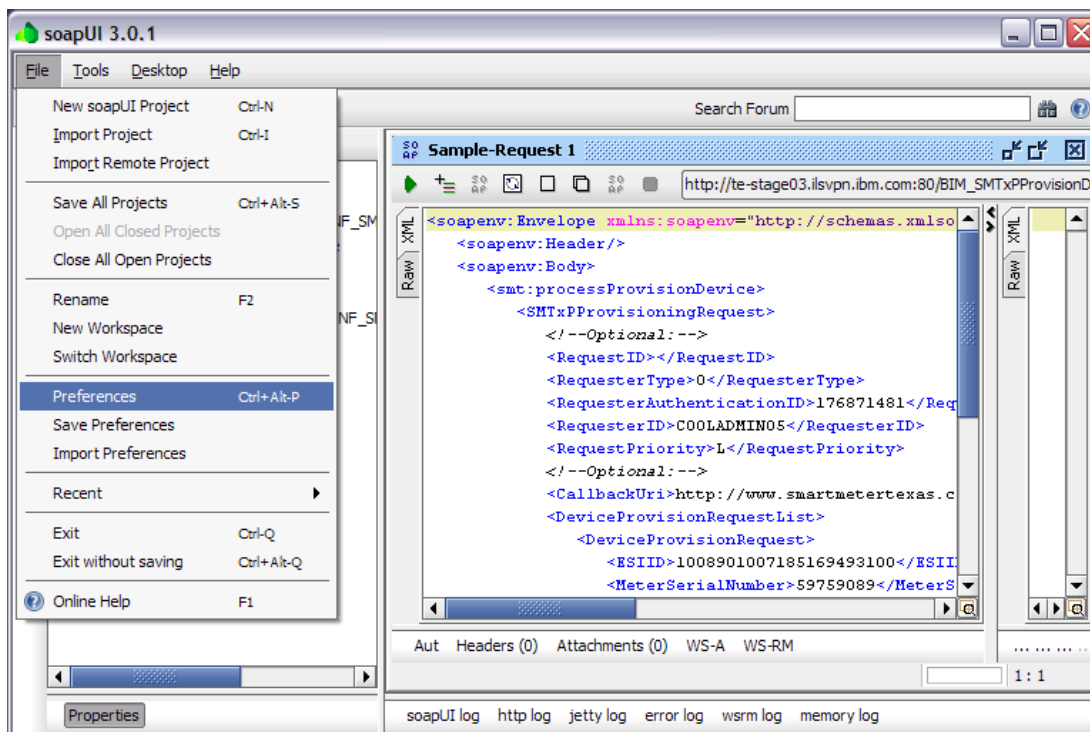 soapUI 3.0.1
File Tools Desktop Help
New soapUI Project Ctrl-N
Import Project Ctrl-I
Import Remote Project
Save All Projects Ctrl+Alt-S
Open All Closed Projects
Close All Open Projects
Rename F2
New Workspace
Switch Workspace
Preferences Ctrl+Alt-P
Save Preferences
Import Preferences
Recent
Exit Ctrl-Q
Exit without saving Ctrl+Alt-Q
Online Help F1
Properties
Search Forum
Sample-Request 1
http://te-stage03.ilsvpn.ibm.com:80/BIM_SMTxPProvisionD
XML
Raw
<soapenv:Envelope xmlns:soapenv="http://schemas.xmlso
<soapenv:Header/>
<soapenv:Body>
<smt:processProvisionDevice>
<SMTxPProvisioningRequest>
<!--Optional:-->
<RequestID></RequestID>
<RequesterType>O</RequesterType>
<RequesterAuthenticationID>176871481</Req
<RequesterID>COOLADMIN05</RequesterID>
<RequestPriority>L</RequestPriority>
<!--Optional:-->
<CallbackUri>http://www.smartmetertexas.c
<DeviceProvisionRequestList>
<DeviceProvisionRequest>
<ESIID>1008901007185169493100</ESII
<MeterSerialNumber>59759089</MeterS
XML
Raw
Aut Headers (0) Attachments (0) WS-A WS-RM
1 : 1
soapUI log http log jetty log error log wsrm log memory log